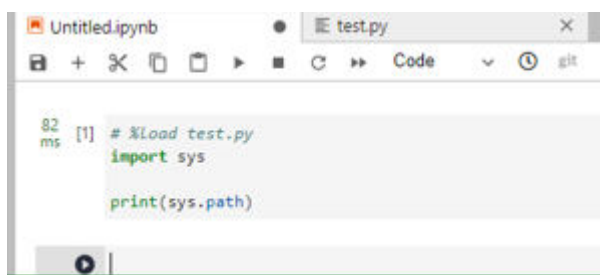 Untitled.ipynb
test.py
Code
git
82
ms
[1]
# %load test.py
import sys
print(sys.path)